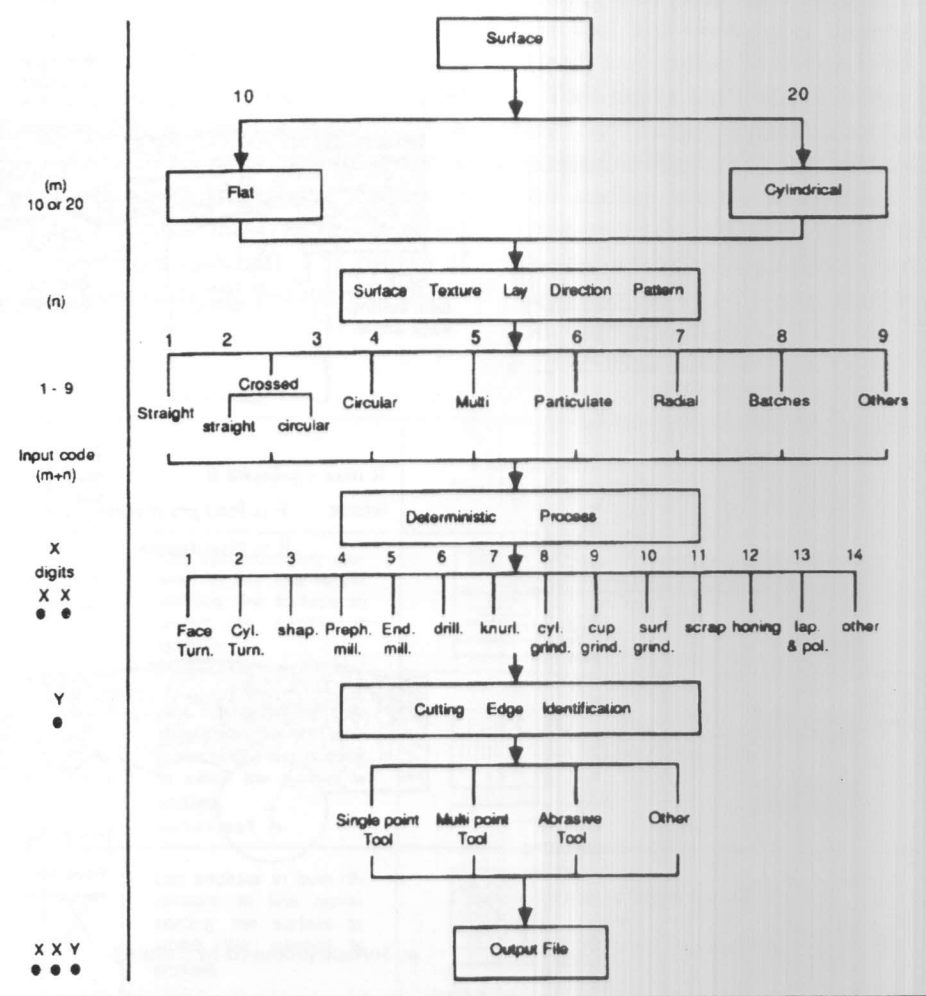 Surface
10 20
(m)
10 or 20
Flat
Cylindrical
(n)
Surface Texture Lay Direction Pattern
1 2 3 4 5 6 7 8 9
1 - 9
Crossed
Straight
straight circular
Circular Multi Particulate Radial Batches Others
Input code
(m+n)
Deterministic Process
X
digits
X X
1 2 3 4 5 6 7 8 9 10 11 12 13 14
Face Cyl. shap. Preph. End. drill. knurl. cyl. cup surf scrap honing lap. other
Turn. Turn. mill. mill. grind. grind. grind. & pol.
Y
Cutting Edge Identification
Single point Multi point Abrasive Other
Tool Tool Tool
X X Y
Output File